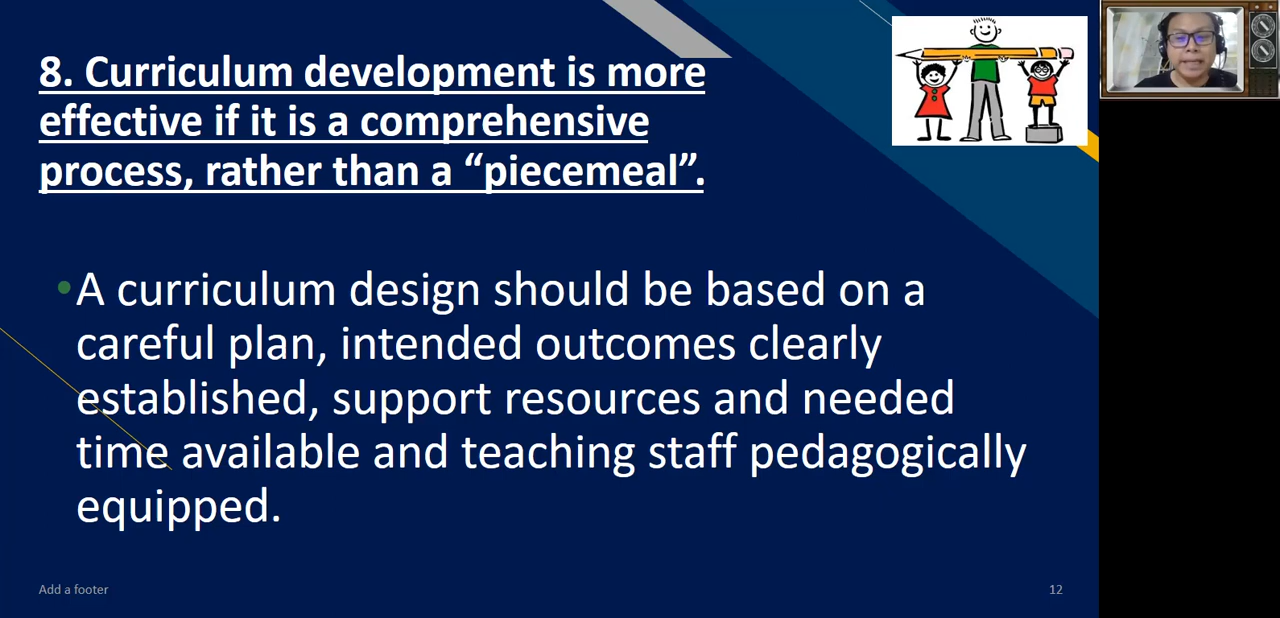 8. Curriculum development is more
effective if it is a comprehensive
process, rather than a “piecemeal”.
•A curriculum design should be based on a
careful plan, intended outcomes clearly
established, support resources and needed
time available and teaching staff pedagogically
equipped.
Add a footer
12